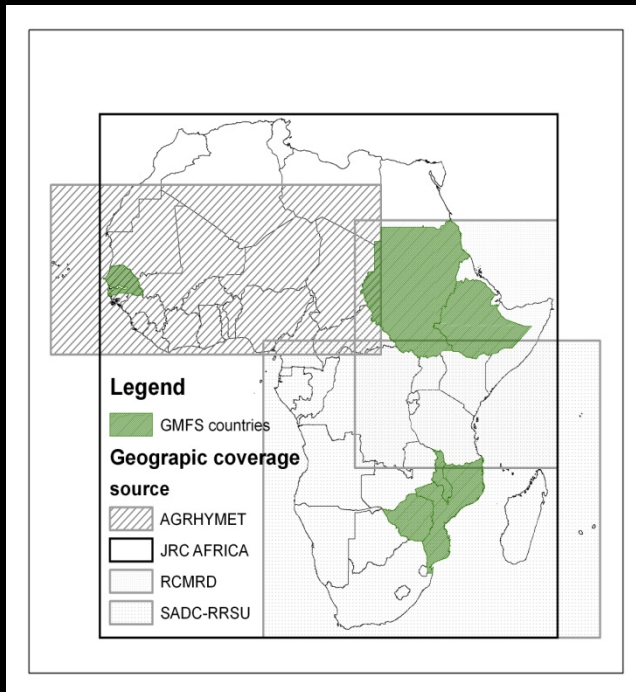 Legend
GMFS countries
Geograpic coverage
source
AGRHYMET
JRC AFRICA
RCMRD
SADC-RRSU